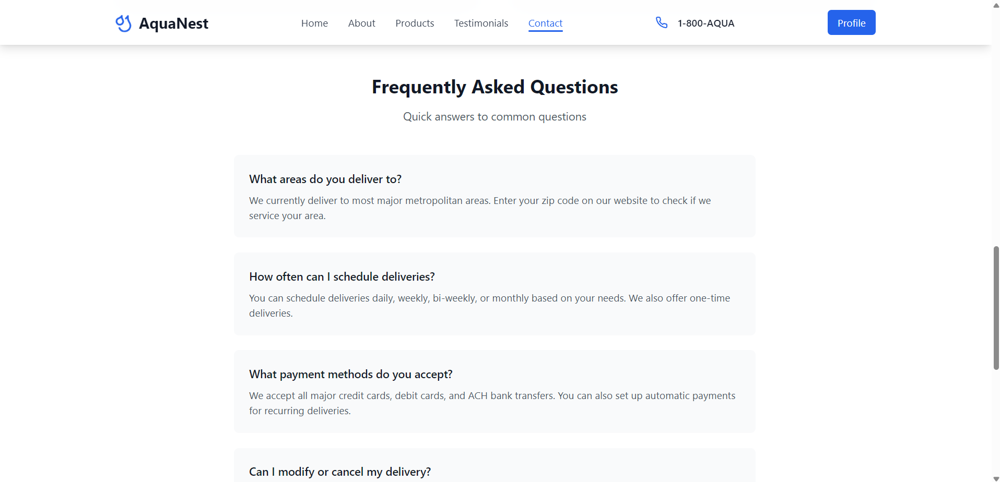 AquaNest
Home
About
Products
Testimonials
Contact
1-800-AQUA
Profile
Frequently Asked Questions
Quick answers to common questions
What areas do you deliver to?
We currently deliver to most major metropolitan areas. Enter your zip code on our website to check if we
service your area.
How often can I schedule deliveries?
You can schedule deliveries daily, weekly, bi-weekly, or monthly based on your needs. We also offer one-time
deliveries.
What payment methods do you accept?
We accept all major credit cards, debit cards, and ACH bank transfers. You can also set up automatic payments
for recurring deliveries.
Can I modify or cancel my delivery?